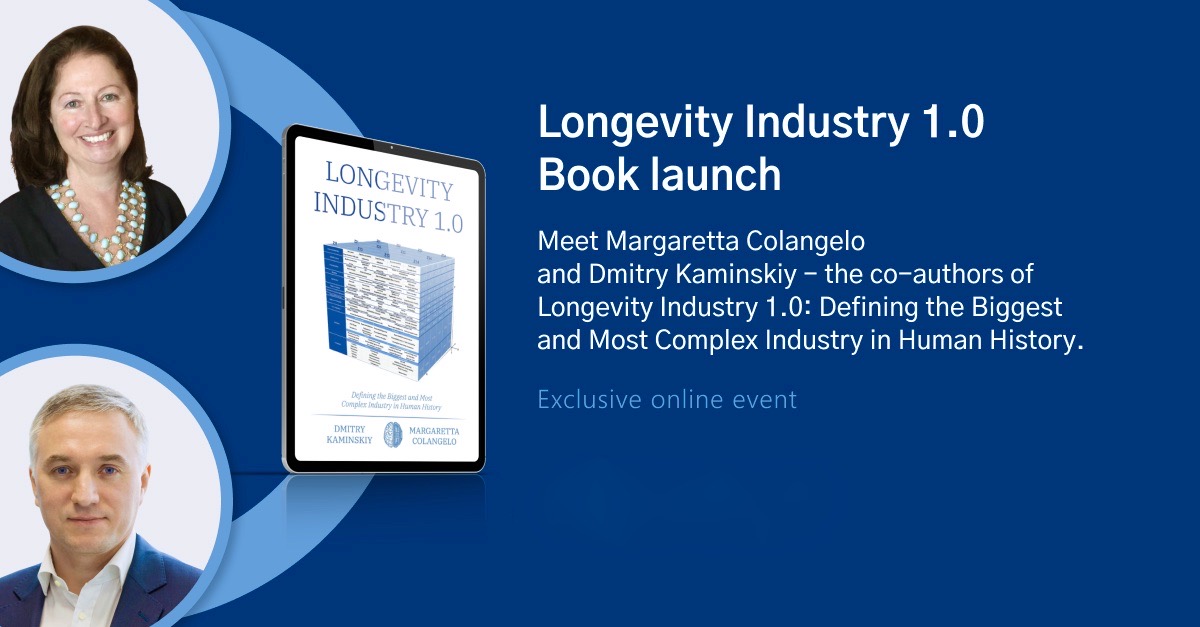 Longevity Industry 1.0
Book launch
Meet Margaretta Colangelo
and Dmitry Kaminskiy – the co–authors of
Longevity Industry 1.0: Defining the Biggest
and Most Complex Industry in Human History.
Exclusive online event
LONGEVITY
INDUSTRY 1.0
Defining the Biggest and Most
Complex Industry in Human History
DMITRY
KAMINSKIY
MARGARETTA
COLANGELO